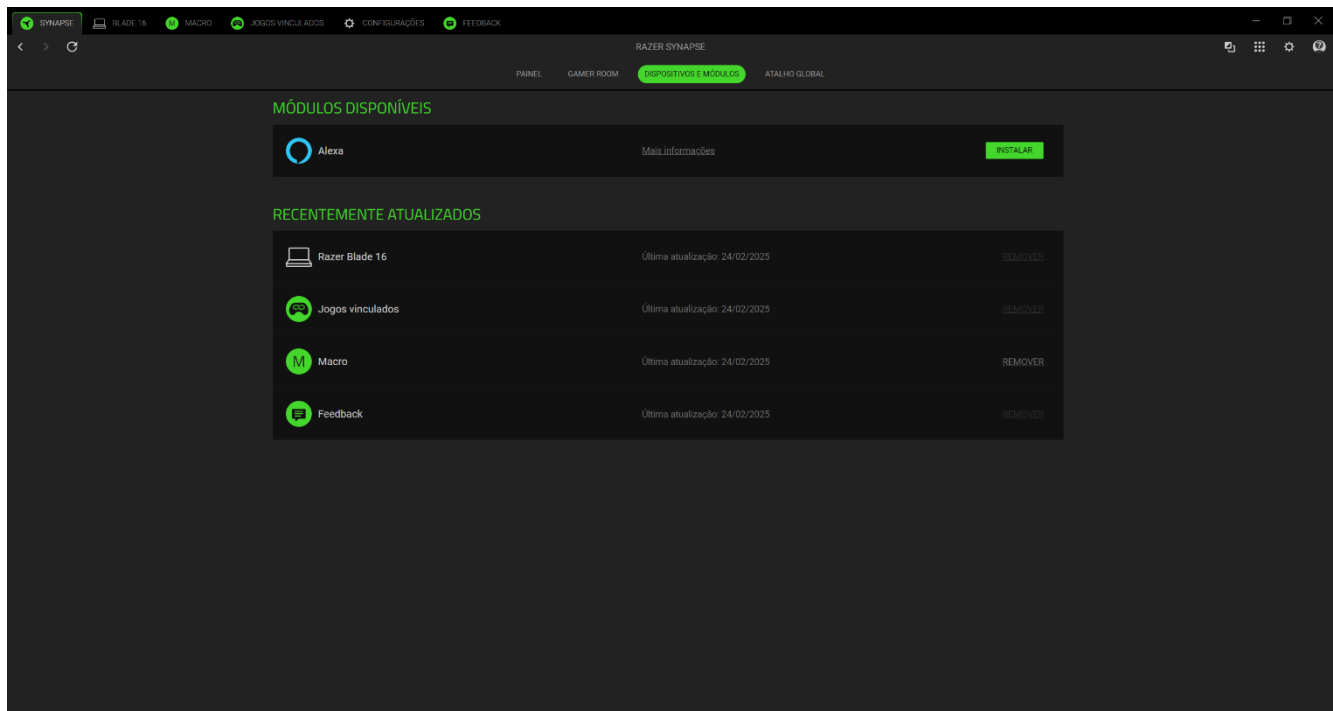 SYNAPSE BLADE 16 M MACRO JOGOS VINCULADOS CONFIGURAÇÕES FEEDBACK
RAZER SYNAPSE
PAINEL GAMER ROOM DISPOSITIVOS E MÓDULOS ATALHO GLOBAL
MÓDULOS DISPONÍVEIS
Alexa Mais informações INSTALAR
RECENTEMENTE ATUALIZADOS
Razer Blade 16 Última atualização: 24/02/2025 REMOVER
Jogos vinculados Última atualização: 24/02/2025 REMOVER
M Macro Última atualização: 24/02/2025 REMOVER
Feedback Última atualização: 24/02/2025 REMOVER